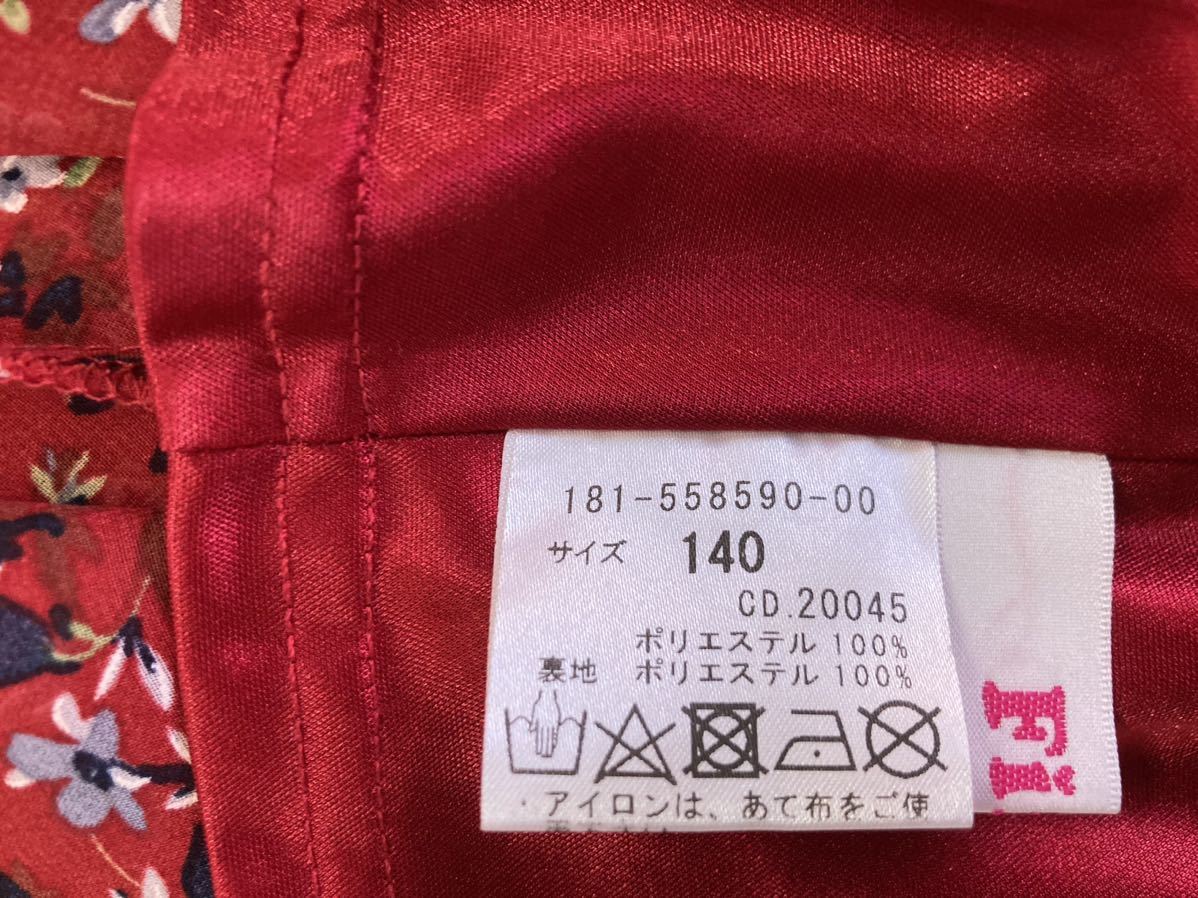 181-558590-00
サイズ 140
CD.20045
ポリエステル 100%
裏地 ポリエステル 100%
・アイロンは、あて布をご使